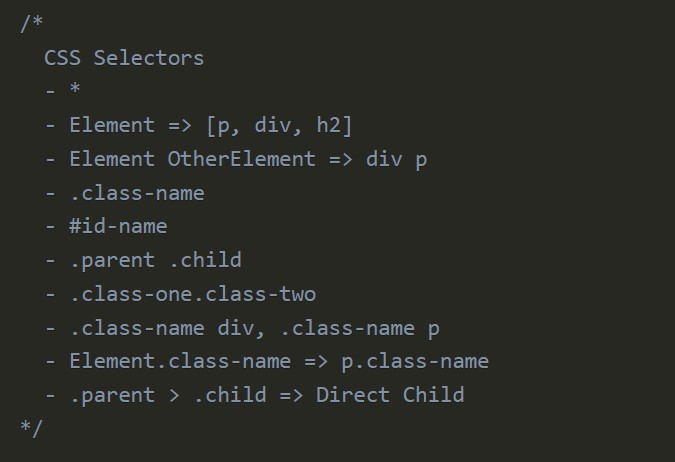 /*
CSS Selectors
- *
- Element => [p, div, h2]
- Element OtherElement => div p
- .class-name
- #id-name
- .parent .child
- .class-one.class-two
- .class-name div, .class-name p
- Element.class-name => p.class-name
- .parent > .child => Direct Child
*/